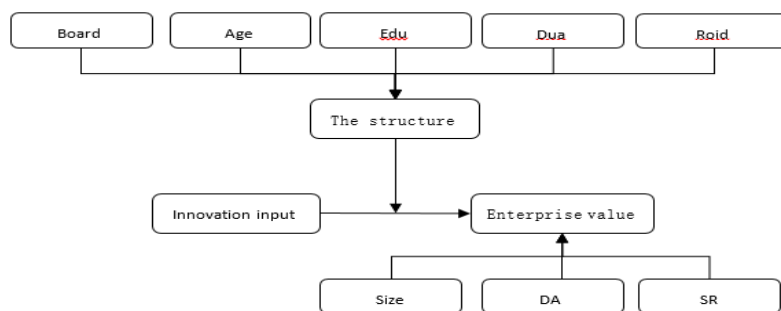 Board
Age
Edu
Dua
Roid
The structure
Innovation input
Enterprise value
Size
DA
SR